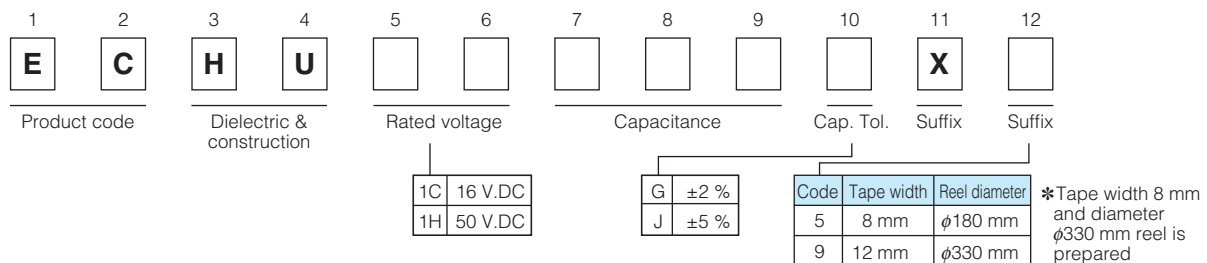 1 2 3 4 5 6 7 8 9 10 11 12
E C H U X
Product code Dielectric & Rated voltage Capacitance Cap. Tol. Suffix Suffix
construction
1C 16 V.DC
1H 50 V.DC
G ±2 %
J ±5 %
Code Tape width Reel diameter
5 8 mm ϕ180 mm
9 12 mm ϕ330 mm
✽Tape width 8 mm
and diameter
ϕ330 mm reel is
prepared